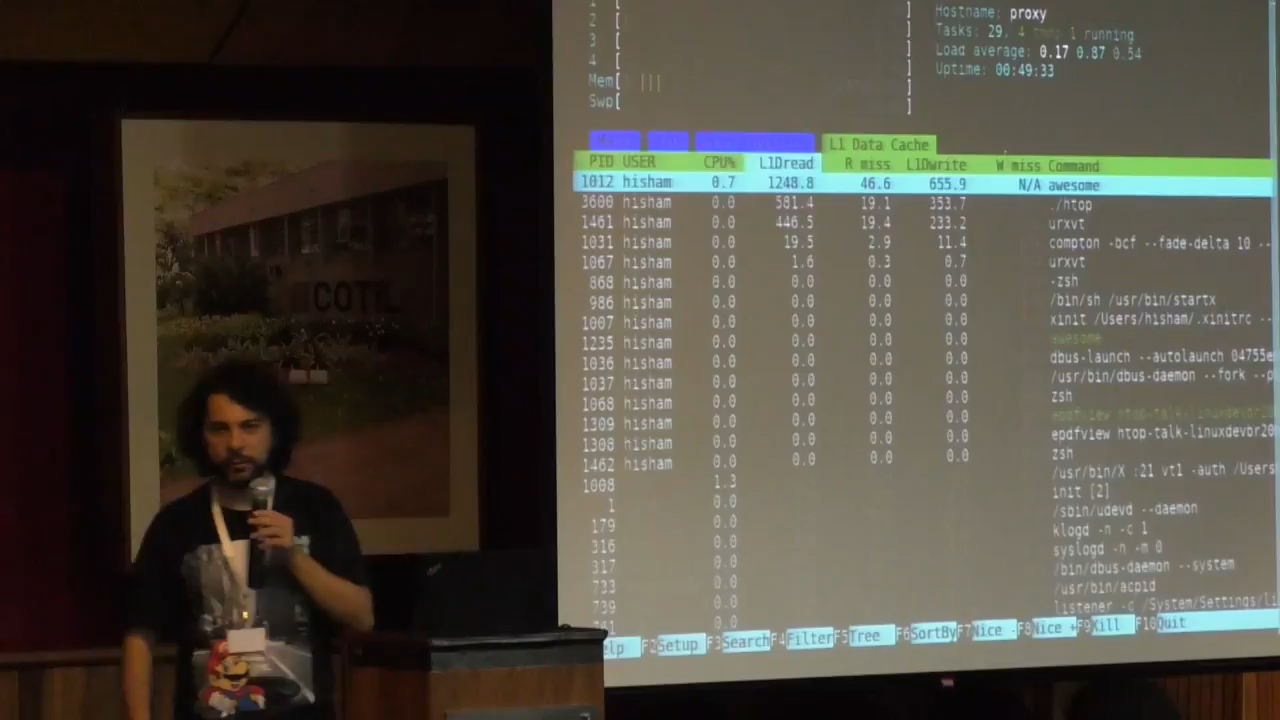 1 [ ]
2 [ ]
3 [ ]
4 [ ]
Mem[ ||| ]
Swp[ ]
Hostname: proxy
Tasks: 29, 4 thr; 1 running
Load average: 0.17 0.87 0.54
Uptime: 00:49:33
L1 Data Cache
PID USER CPU% L1Dread R miss L1Dwrite W miss Command
1012 hisham 0.7 1248.8 46.6 655.9 N/A awesome
3600 hisham 0.0 581.4 19.1 353.7 ./htop
1461 hisham 0.0 446.5 19.4 233.2 urxvt
1031 hisham 0.0 19.5 2.9 11.4 compton -bcf --fade-delta 10 --
1067 hisham 0.0 1.6 0.3 0.7 urxvt
868 hisham 0.0 0.0 0.0 0.0 -zsh
986 hisham 0.0 0.0 0.0 0.0 /bin/sh /usr/bin/startx
1007 hisham 0.0 0.0 0.0 0.0 xinit /Users/hisham/.xinitrc --
1235 hisham 0.0 0.0 0.0 0.0 awesome
1036 hisham 0.0 0.0 0.0 0.0 dbus-launch --autolaunch 04755e
1037 hisham 0.0 0.0 0.0 0.0 /usr/bin/dbus-daemon --fork --p
1068 hisham 0.0 0.0 0.0 0.0 zsh
1309 hisham 0.0 0.0 0.0 0.0 epdfview htop-talk-linuxdevbr20
1308 hisham 0.0 0.0 0.0 0.0 epdfview htop-talk-linuxdevbr20
1462 hisham 0.0 0.0 0.0 0.0 zsh
1008 1.3 /usr/bin/X :21 vt1 -auth /Users
1 0.0 init [2]
179 0.0 /sbin/udevd --daemon
316 0.0 klogd -n -c 1
317 0.0 syslogd -n -m 0
733 0.0 /bin/dbus-daemon --system
739 0.0 /usr/bin/acpid
761 0.0 listener -c /System/Settings/li
elp F2Setup F3Search F4Filter F5Tree F6SortBy F7Nice - F8Nice + F9Kill F10Quit